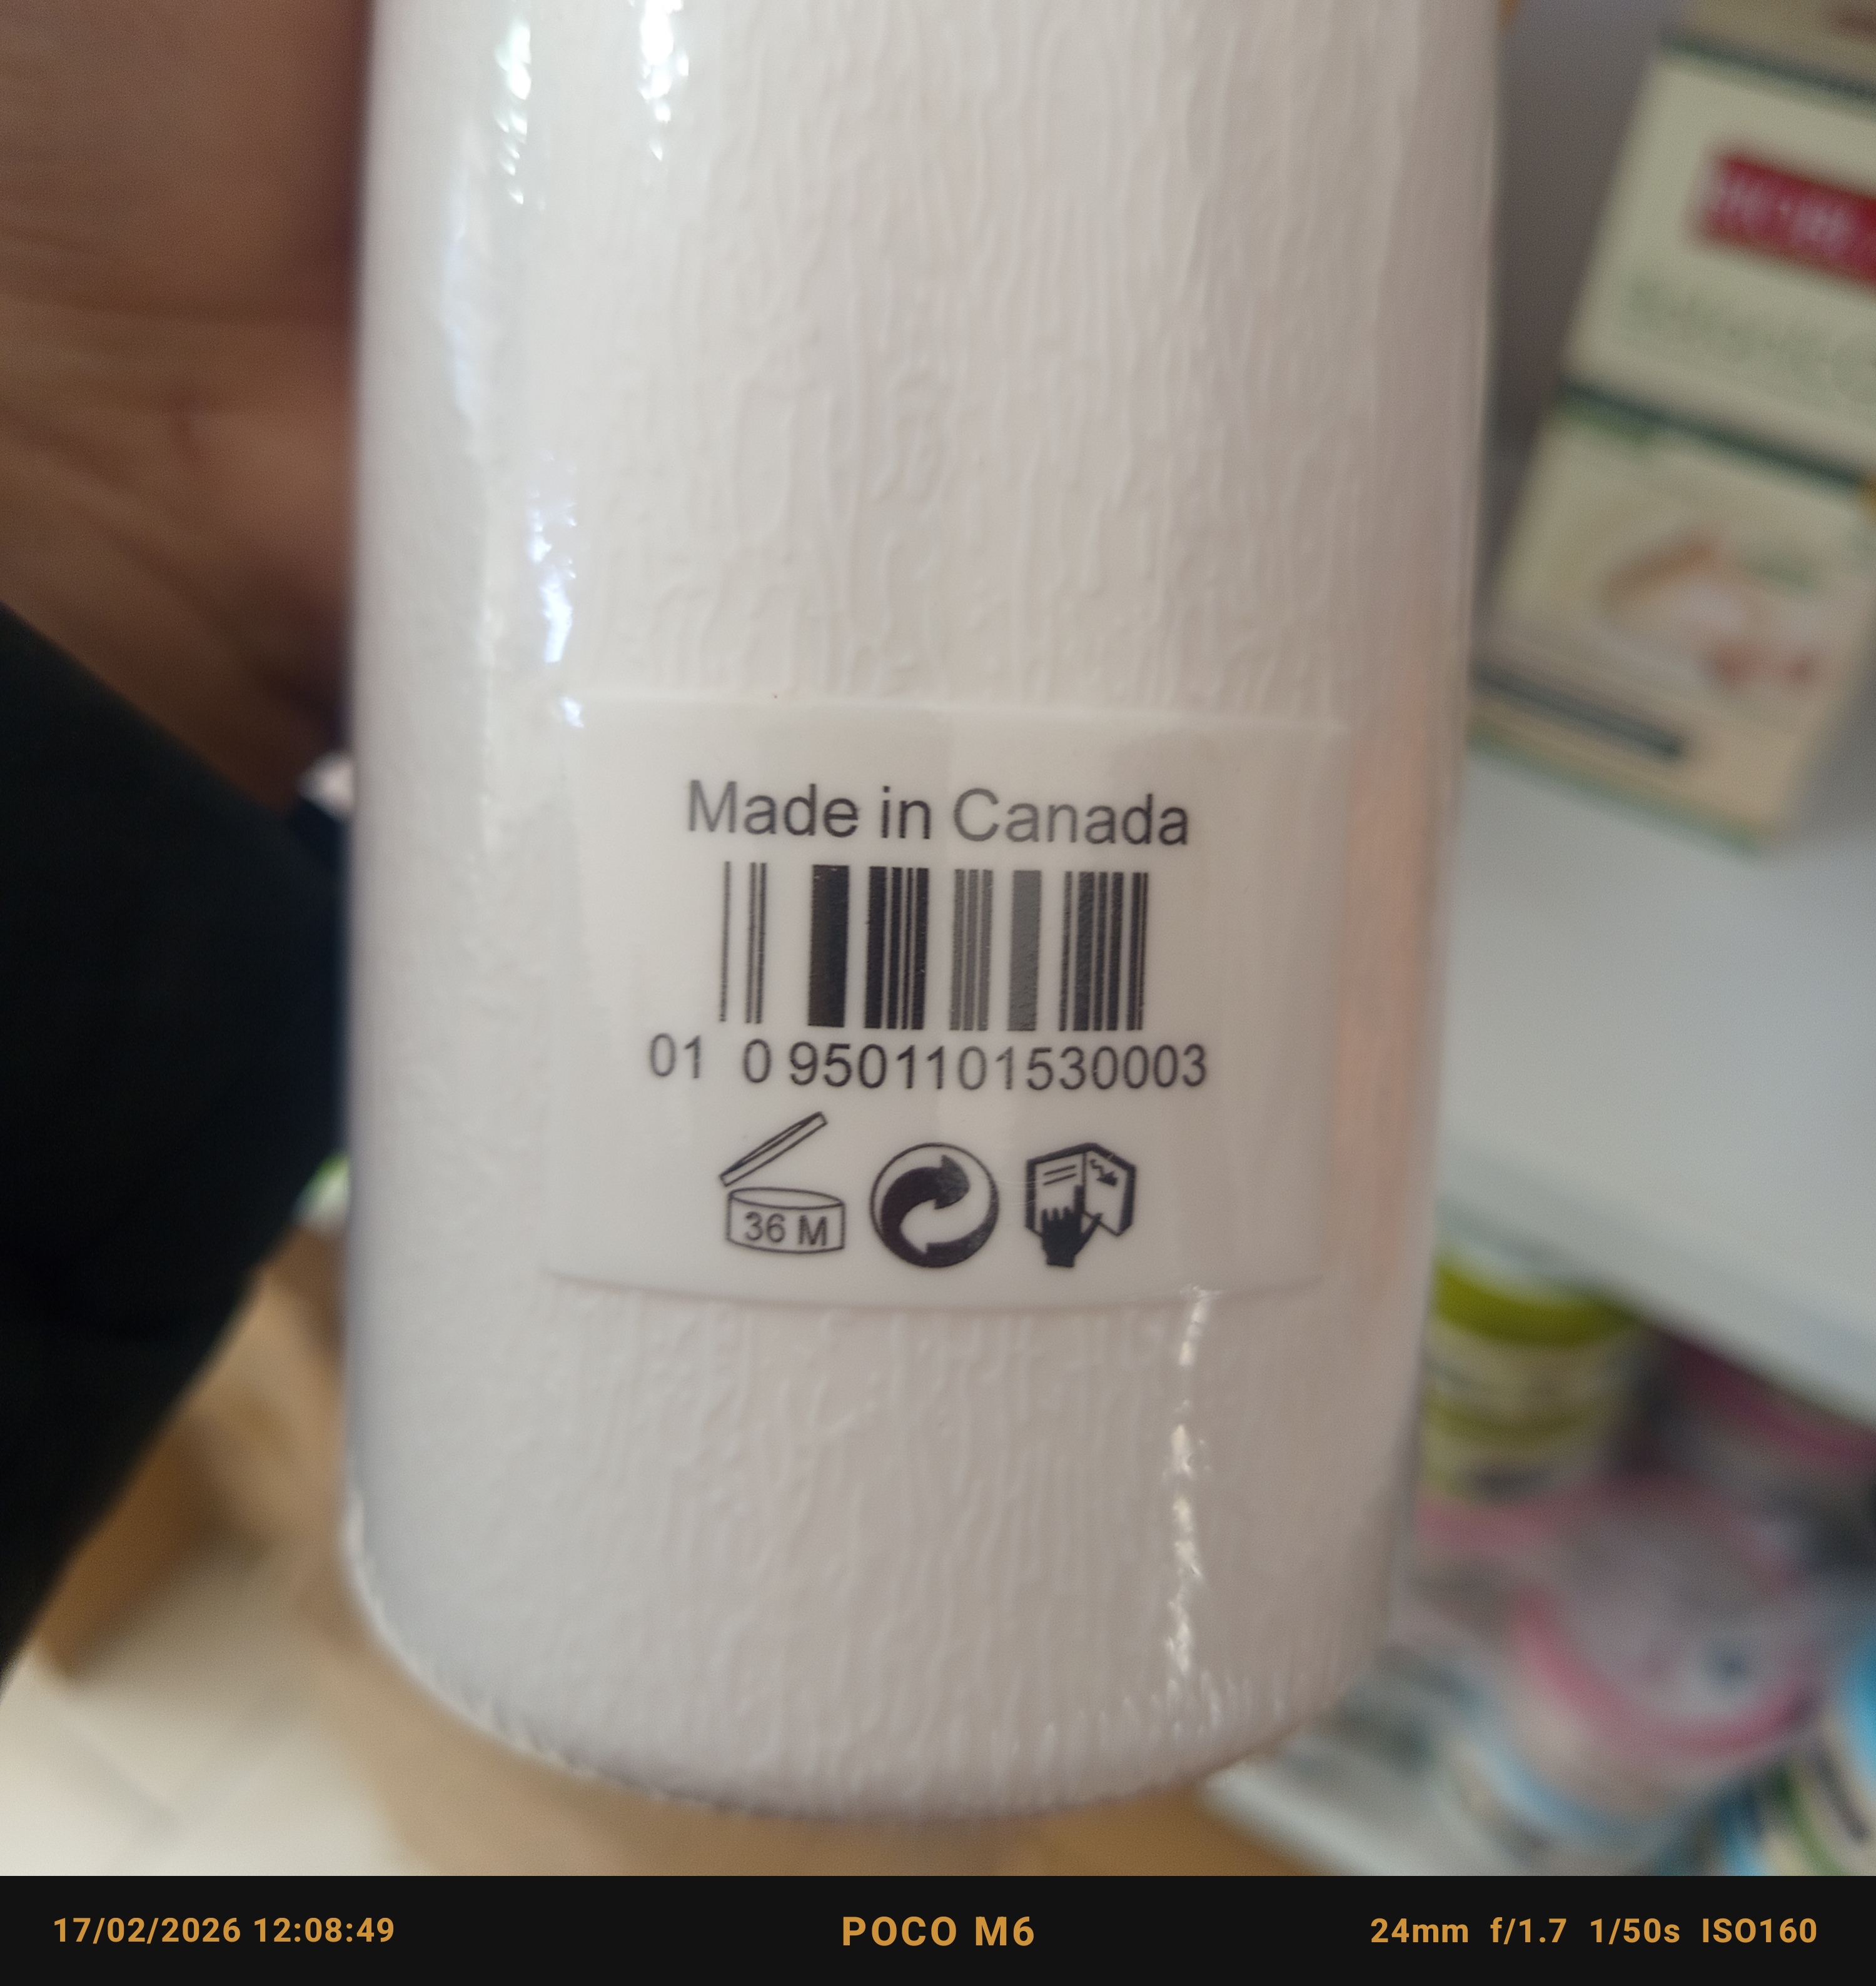 Made in Canada
01 0 9501101530003
36 M
17/02/2026 12:08:49 POCO M6 24mm f/1.7 1/50s ISO160